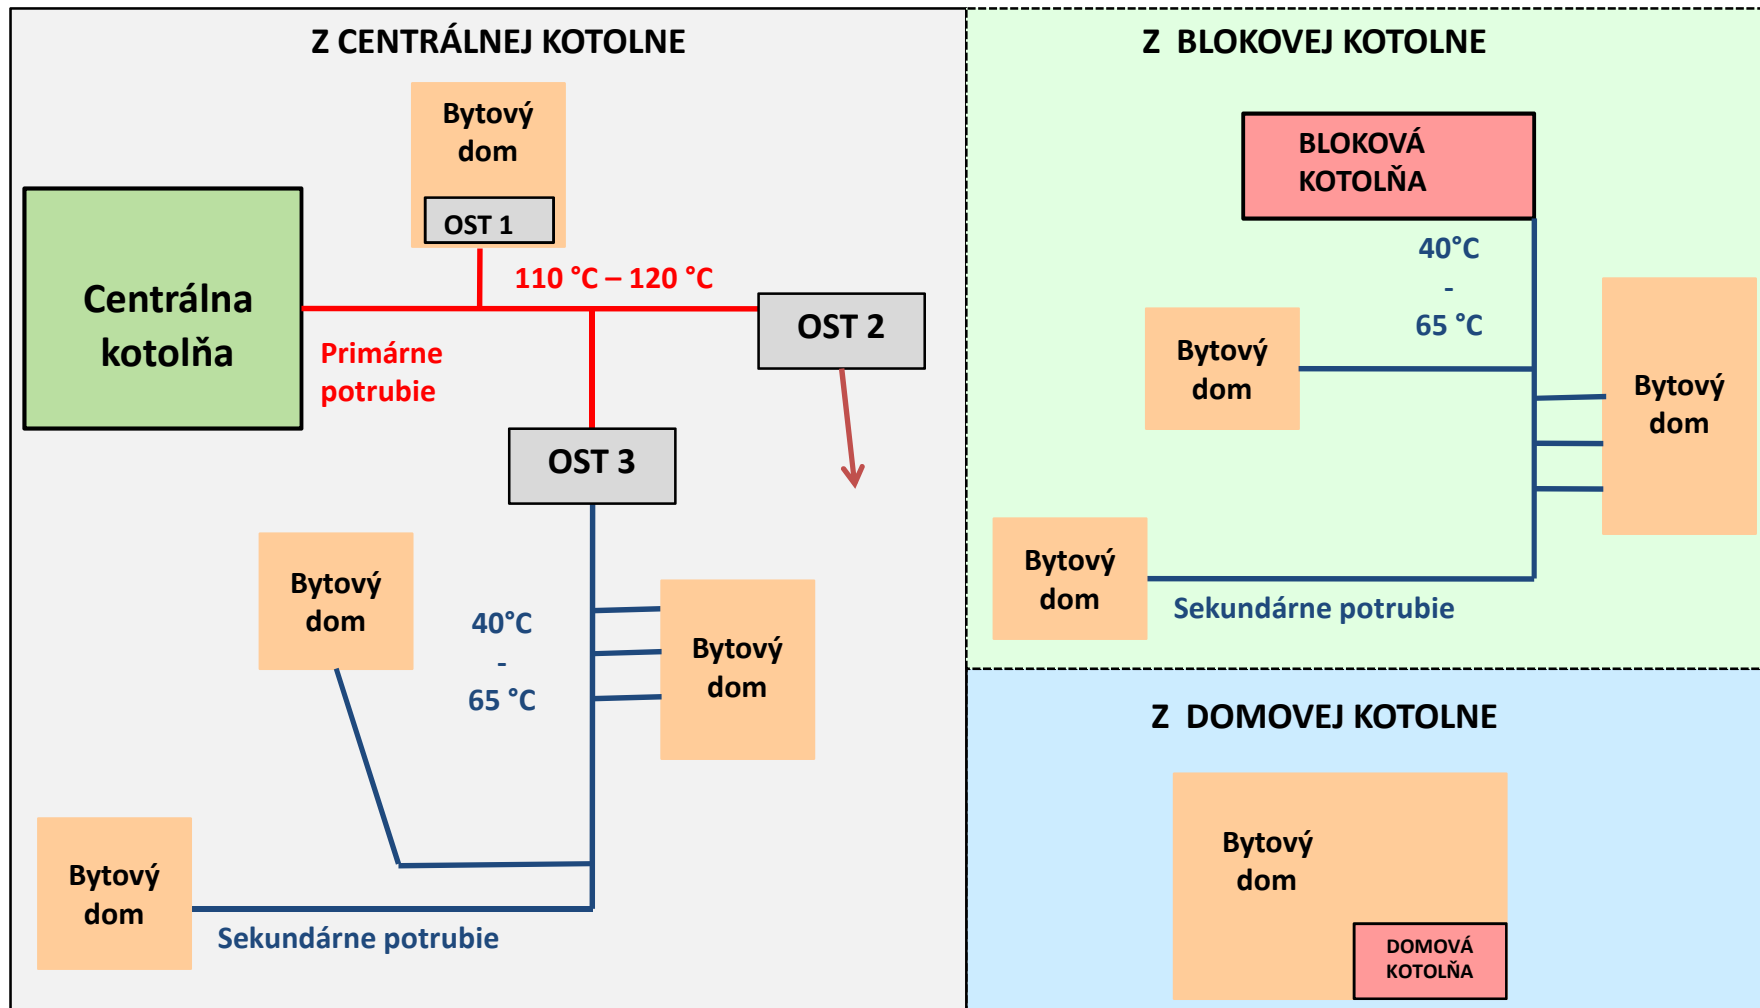 Z CENTRÁLNEJ KOTOLNE
Bytový
dom
OST 1
Centrálna
kotolňa
110 °C – 120 °C
Primárne
potrubie
OST 2
OST 3
Bytový
dom
40°C
-
65 °C
Bytový
dom
Bytový
dom
Sekundárne potrubie
Z  BLOKOVEJ KOTOLNE
BLOKOVÁ
KOTOLŇA
40°C
-
65 °C
Bytový
dom
Bytový
dom
Bytový
dom
Sekundárne potrubie
Z  DOMOVEJ KOTOLNE
Bytový
dom
DOMOVÁ
KOTOLŇA